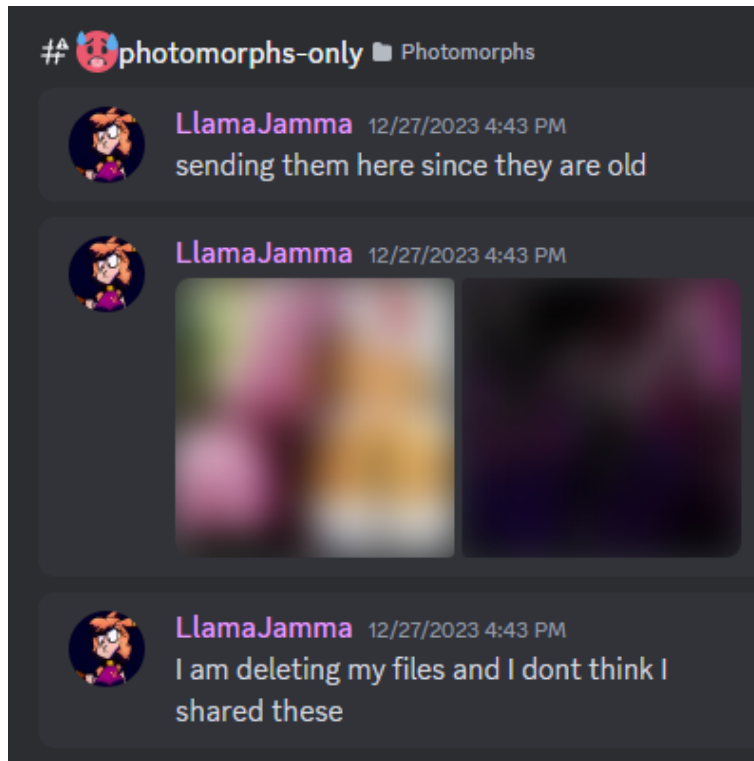 # 🥵photomorphs-only Photomorphs
LlamaJamma 12/27/2023 4:43 PM
sending them here since they are old
LlamaJamma 12/27/2023 4:43 PM
LlamaJamma 12/27/2023 4:43 PM
I am deleting my files and I dont think I
shared these